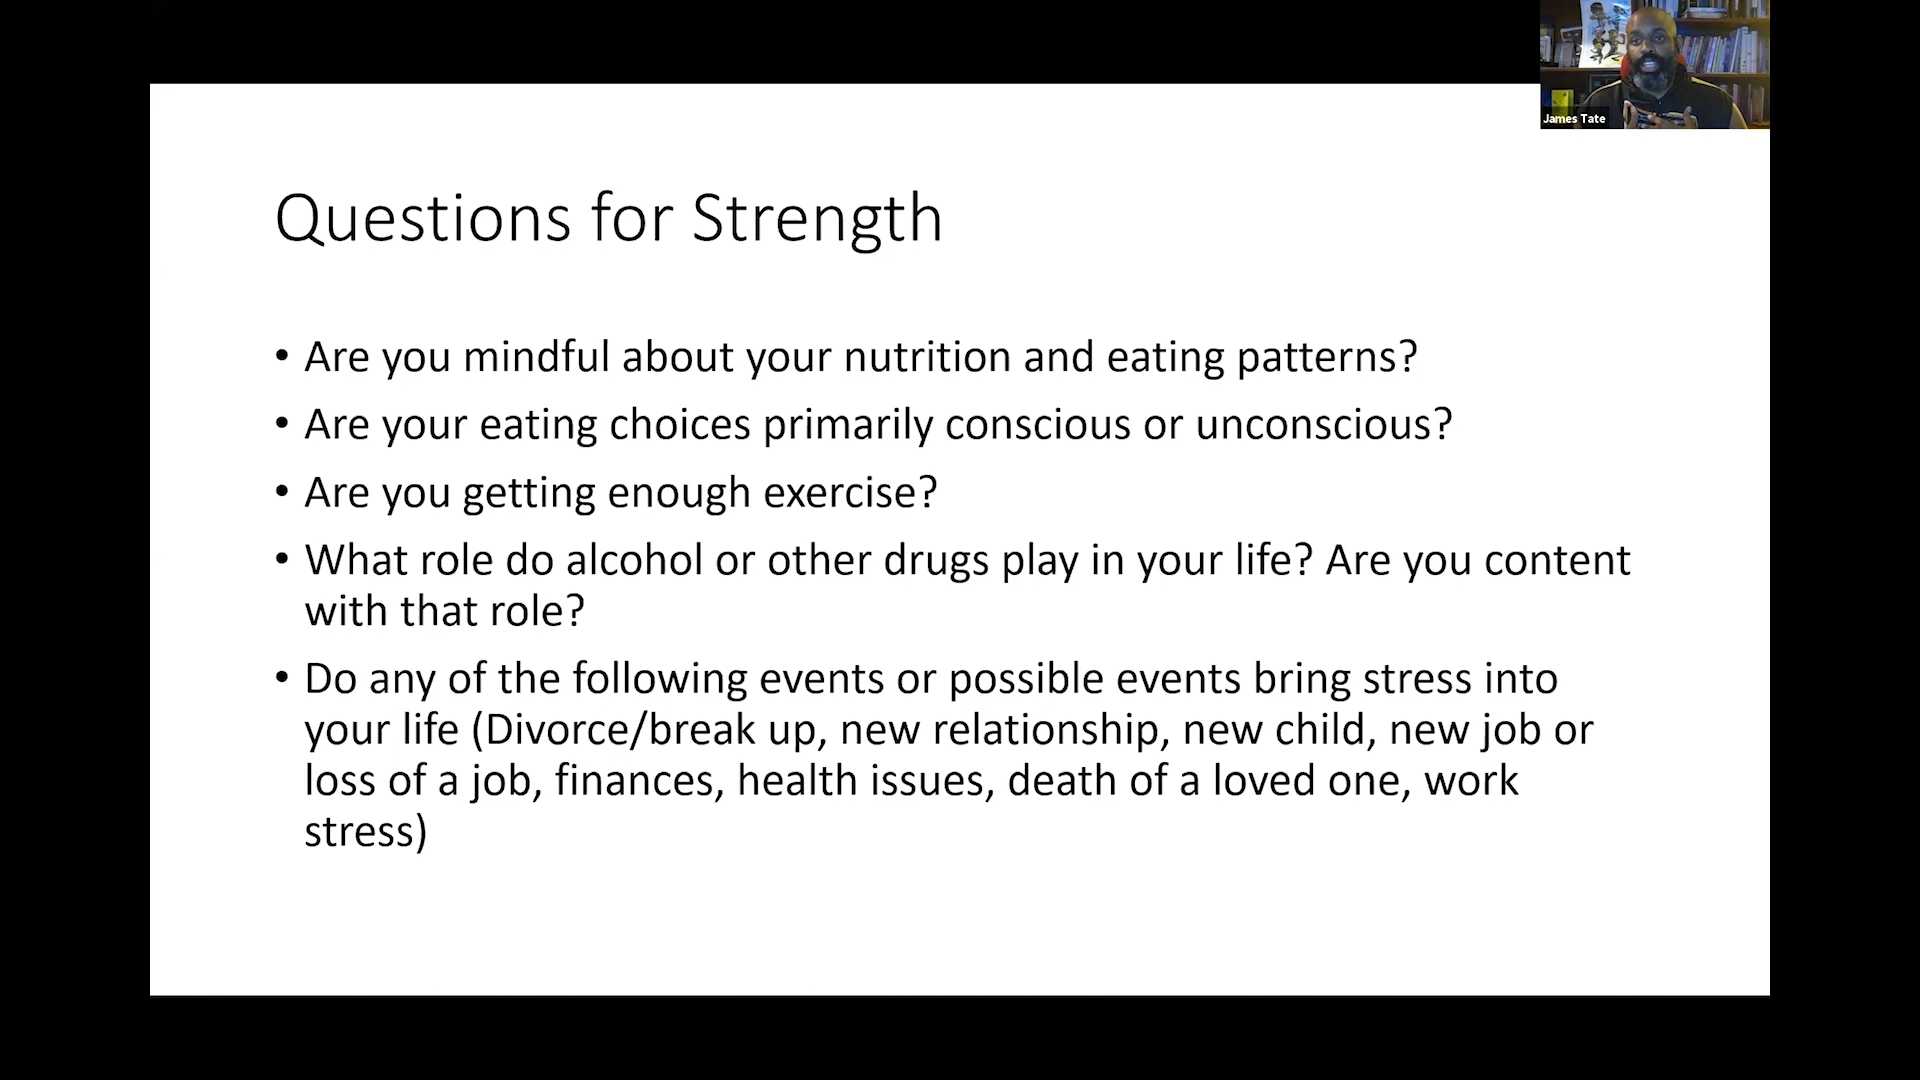 James Tate
Questions for Strength
• Are you mindful about your nutrition and eating patterns?
• Are your eating choices primarily conscious or unconscious?
• Are you getting enough exercise?
• What role do alcohol or other drugs play in your life? Are you content
with that role?
• Do any of the following events or possible events bring stress into
your life (Divorce/break up, new relationship, new child, new job or
loss of a job, finances, health issues, death of a loved one, work
stress)